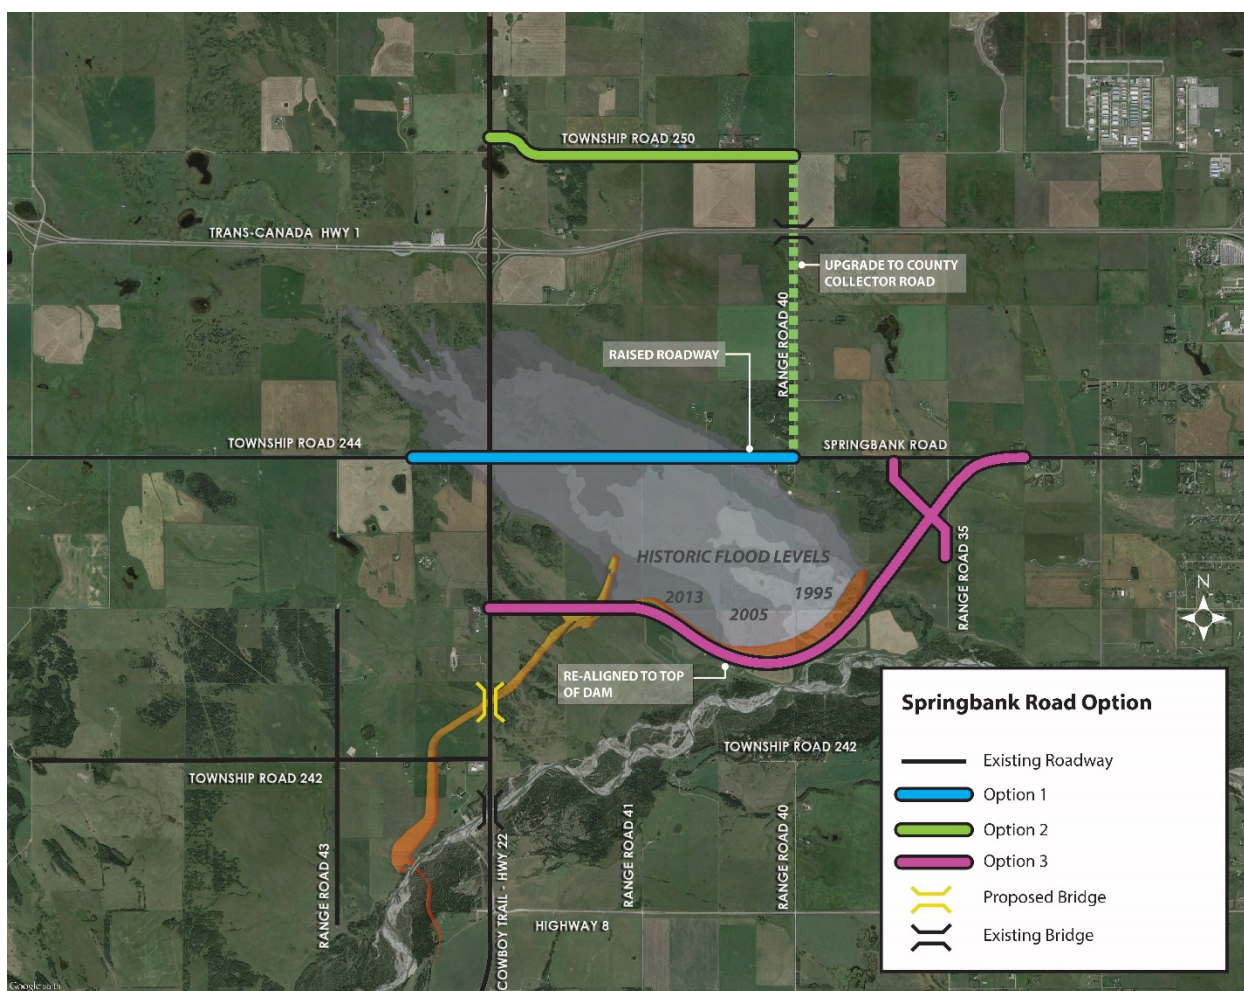 TOWNSHIP ROAD 250
TRANS-CANADA HWY 1
UPGRADE TO COUNTY
COLLECTOR ROAD
RANGE ROAD 40
RAISED ROADWAY
TOWNSHIP ROAD 244
SPRINGBANK ROAD
HISTORIC FLOOD LEVELS
2013
2005
1995
RANGE ROAD 35
N
RE-ALIGNED TO TOP
OF DAM
TOWNSHIP ROAD 242
TOWNSHIP ROAD 242
RANGE ROAD 43
COWBOY TRAIL - HWY 22
RANGE ROAD 41
RANGE ROAD 40
HIGHWAY 8
Springbank Road Option
Existing Roadway
Option 1
Option 2
Option 3
Proposed Bridge
Existing Bridge
Google earth